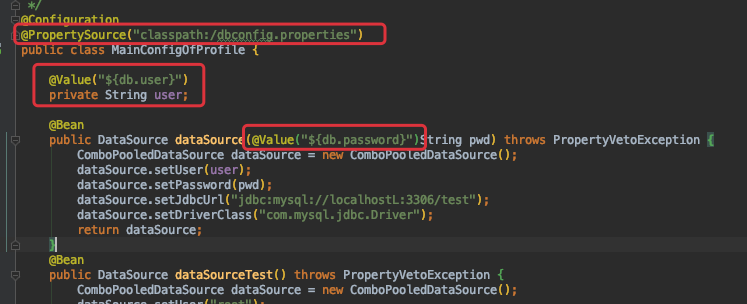 */
@Configuration
@PropertySource("classpath:/dbconfig.properties")
public class MainConfigOfProfile {
@Value("${db.user}")
private String user;
@Bean
public DataSource dataSource(@Value("${db.password}")String pwd) throws PropertyVetoException {
ComboPooledDataSource dataSource = new ComboPooledDataSource();
dataSource.setUser(user);
dataSource.setPassword(pwd);
dataSource.setJdbcUrl("jdbc:mysql://localhostL:3306/test");
dataSource.setDriverClass("com.mysql.jdbc.Driver");
return dataSource;
}
@Bean
public DataSource dataSourceTest() throws PropertyVetoException {
ComboPooledDataSource dataSource = new ComboPooledDataSource();
dataSource.setUser("root");